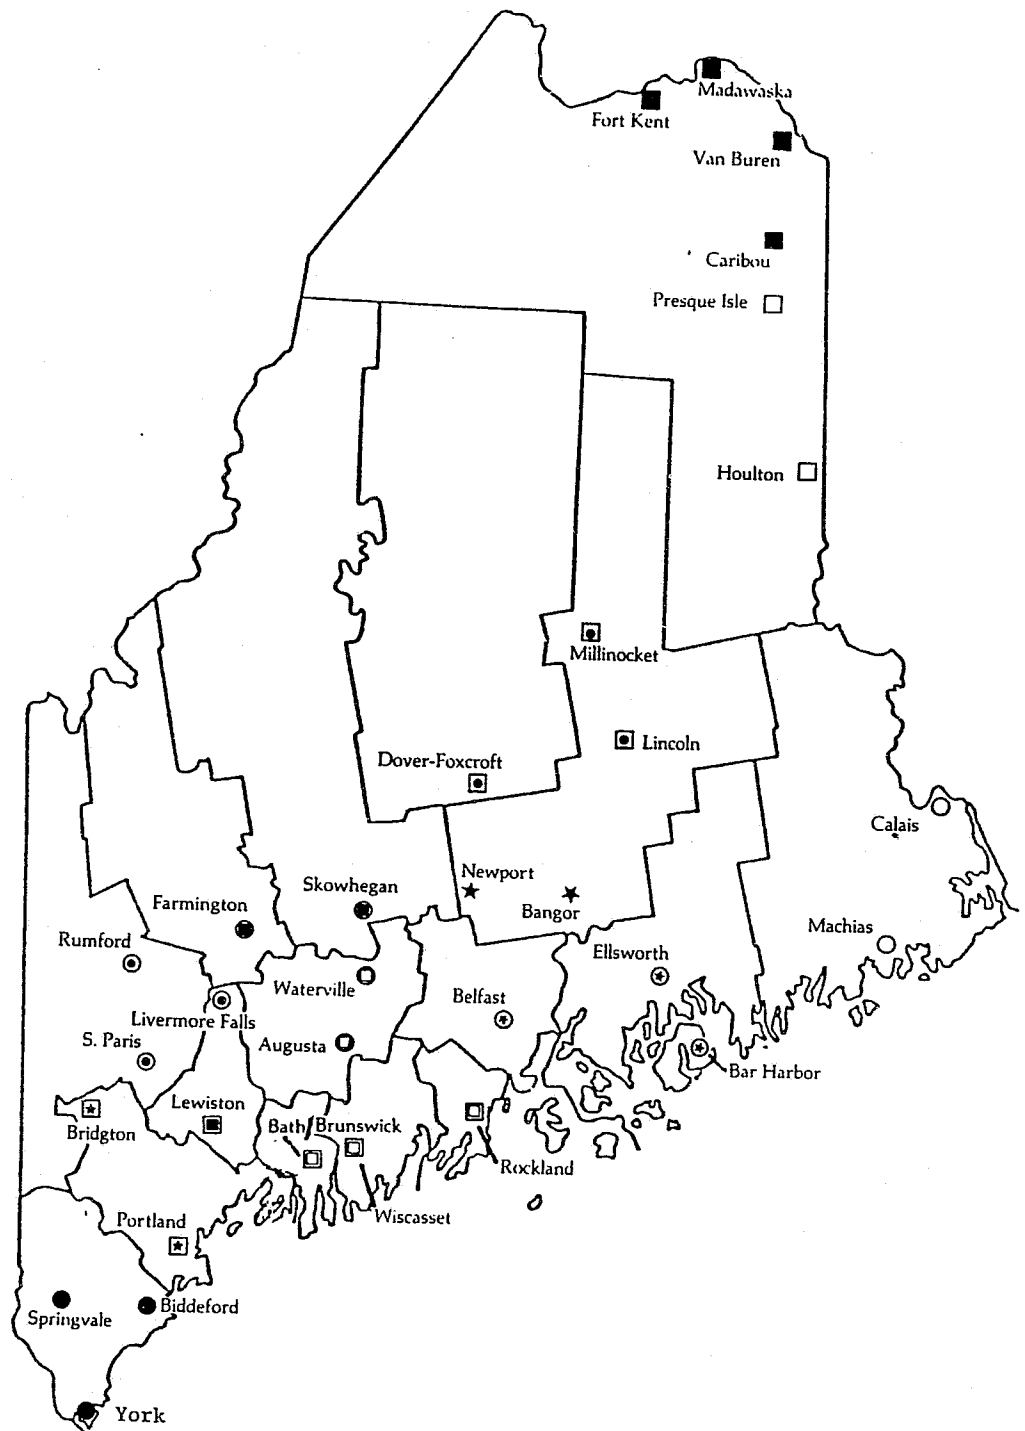 Madawaska
Fort Kent
Van Buren
Caribou
Presque Isle
Houlton
Millinocket
Lincoln
Dover-Foxcroft
Calais
Newport
Skowhegan
Bangor
Farmington
Machias
Rumford
Ellsworth
Waterville
Belfast
Livermore Falls
S. Paris
Augusta
Bar Harbor
Lewiston
Bath/Brunswick
Bridgton
Rockland
Wiscasset
Portland
Biddeford
Springvale
York